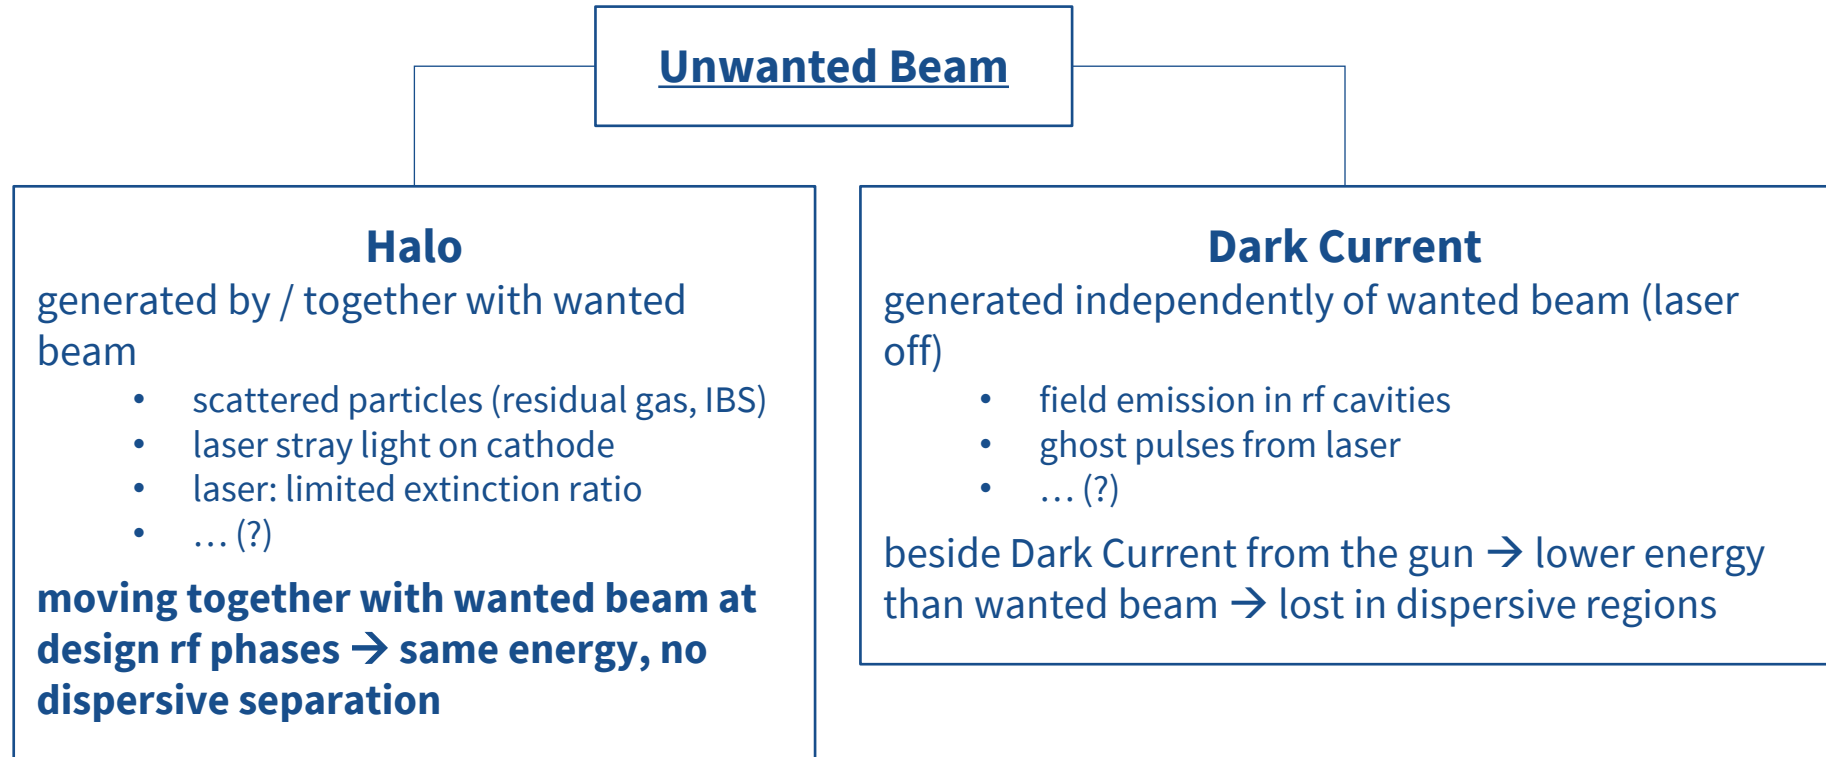 Unwanted Beam
Halo
generated by / together with wanted
beam
• scattered particles (residual gas, IBS)
• laser stray light on cathode
• laser: limited extinction ratio
• … (?)
moving together with wanted beam at
design rf phases → same energy, no
dispersive separation
Dark Current
generated independently of wanted beam (laser
off)
• field emission in rf cavities
• ghost pulses from laser
• … (?)
beside Dark Current from the gun → lower energy
than wanted beam → lost in dispersive regions